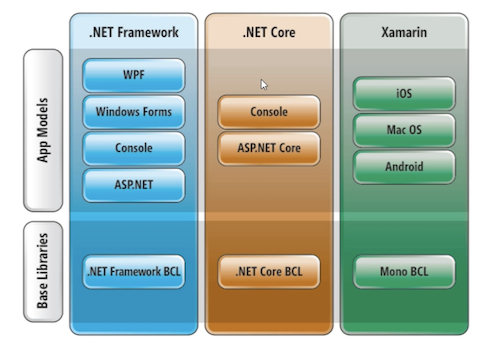 .NET Framework
.NET Core
Xamarin
App Models
WPF
Windows Forms
Console
ASP.NET
Console
ASP.NET Core
iOS
Mac OS
Android
Base Libraries
.NET Framework BCL
.NET Core BCL
Mono BCL